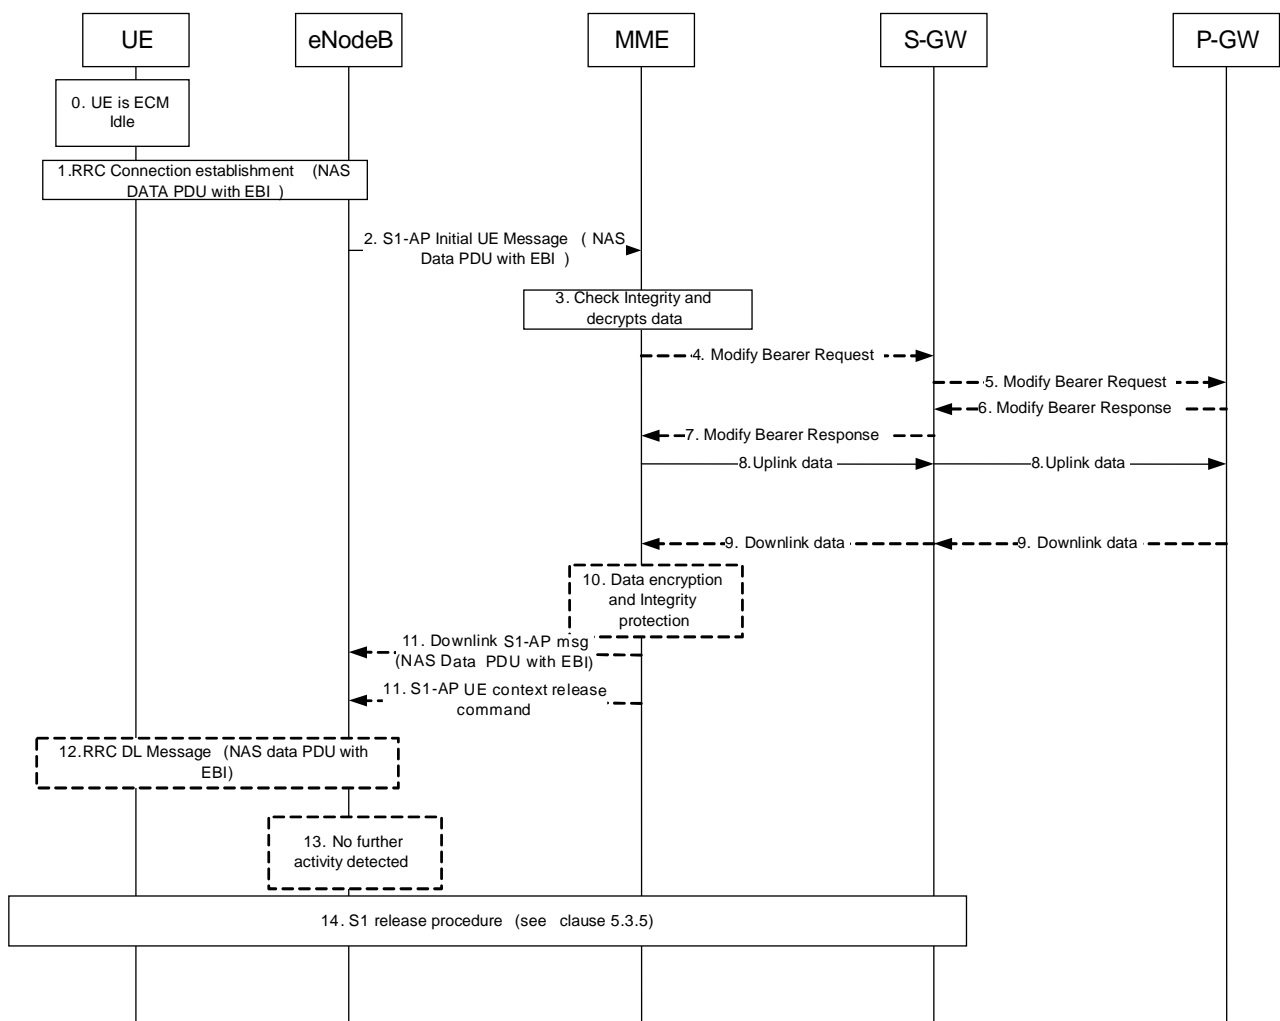 UE
eNodeB
MME
S-GW
P-GW
0. UE is ECM
Idle
1.RRC Connection establishment (NAS
DATA PDU with EBI )
2. S1-AP Initial UE Message ( NAS
Data PDU with EBI )
3. Check Integrity and
decrypts data
4. Modify Bearer Request
5. Modify Bearer Request
6. Modify Bearer Response
7. Modify Bearer Response
8.Uplink data
8.Uplink data
9. Downlink data
9. Downlink data
10. Data encryption
and Integrity
protection
11. Downlink S1-AP msg
(NAS Data PDU with EBI)
11. S1-AP UE context release
command
12.RRC DL Message (NAS data PDU with
EBI)
13. No further
activity detected
14. S1 release procedure (see clause 5.3.5)